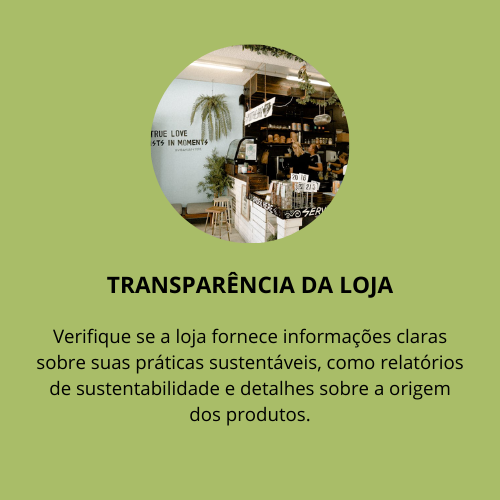 TRUE LOVE
STS IN MOMENTS
SERV
TRANSPARÊNCIA DA LOJA
Verifique se a loja fornece informações claras
sobre suas práticas sustentáveis, como relatórios
de sustentabilidade e detalhes sobre a origem
dos produtos.